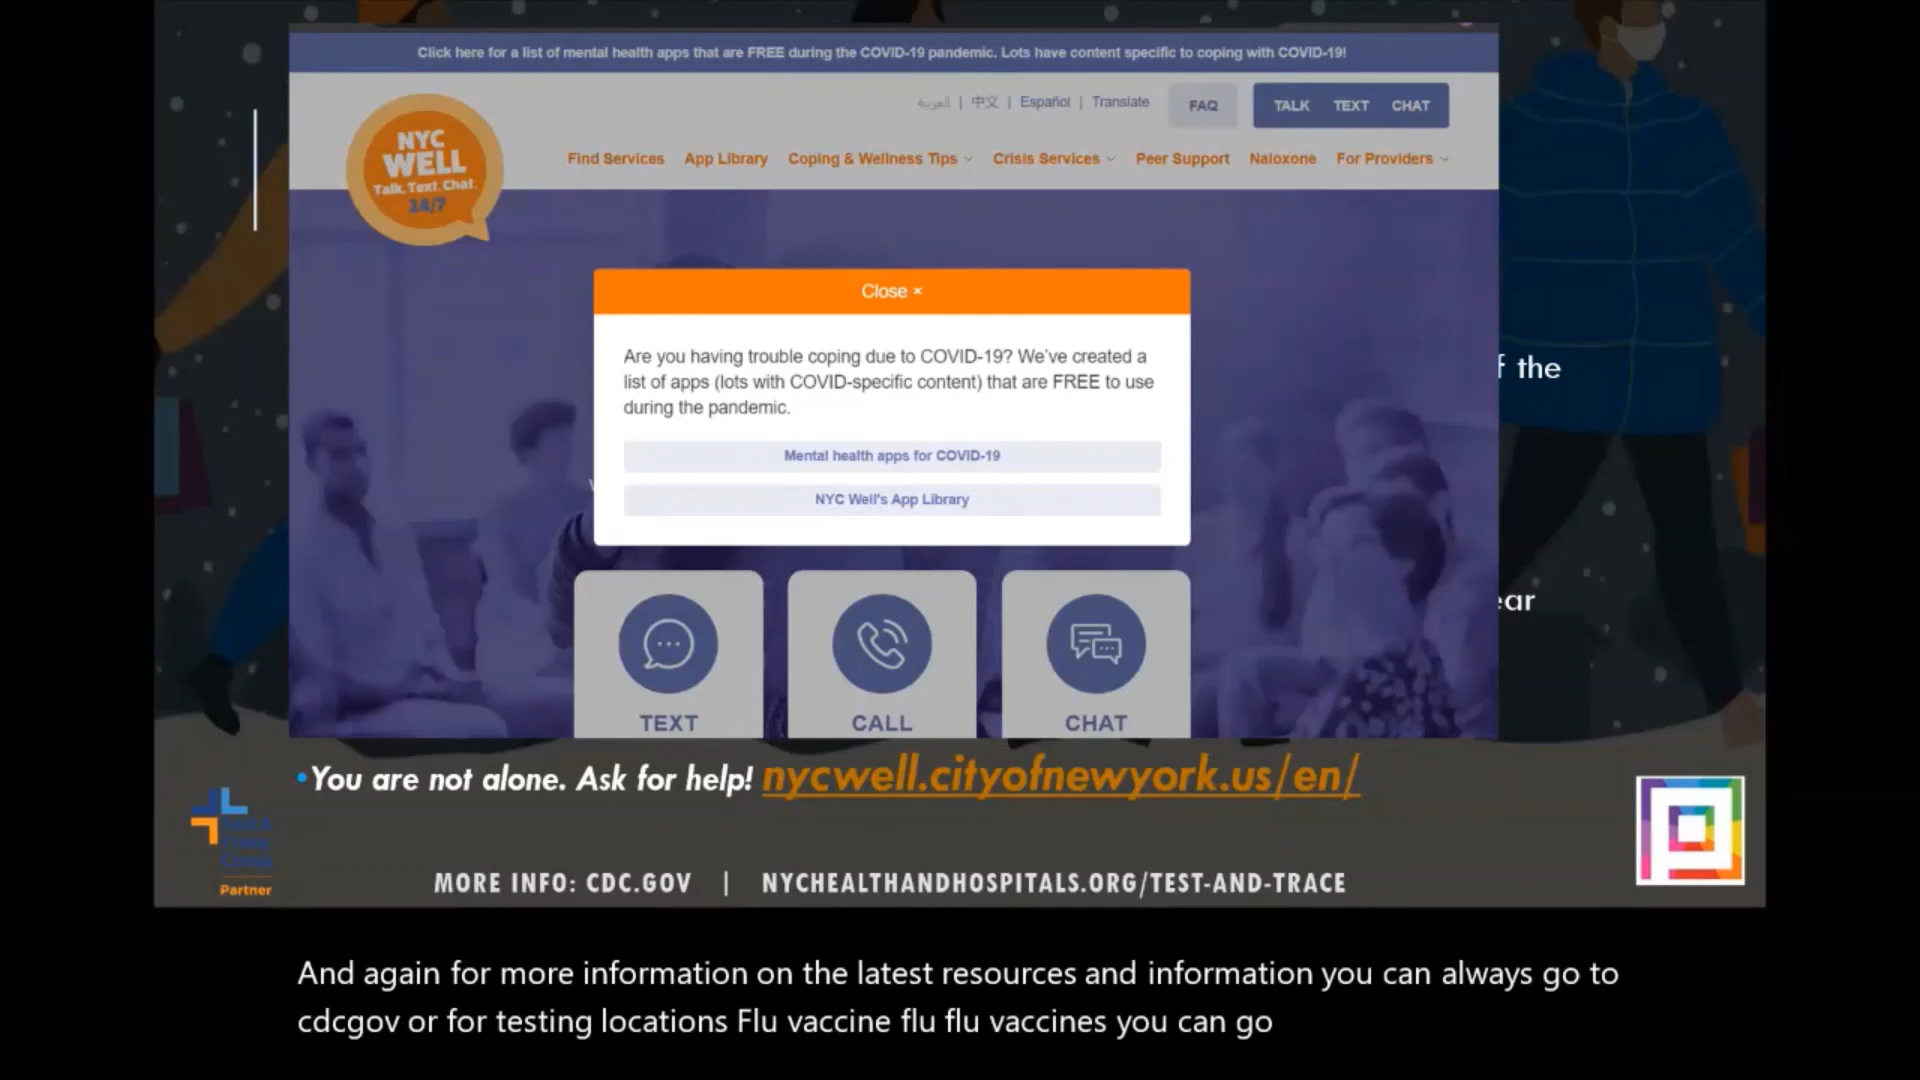 Click here for a list of mental health apps that are FREE during the COVID-19 pandemic. Lots have content specific to coping with COVID-19!
العربية | 中文 | Español | Translate
FAQ
TALK TEXT CHAT
NYC
WELL
Talk. Text. Chat.
24/7
Find Services App Library Coping & Wellness Tips Crisis Services Peer Support Naloxone For Providers
Close ×
Are you having trouble coping due to COVID-19? We've created a
list of apps (lots with COVID-specific content) that are FREE to use
during the pandemic.
Mental health apps for COVID-19
NYC Well's App Library
f the
ear
TEXT
CALL
CHAT
•You are not alone. Ask for help! nycwell.cityofnewyork.us/en/
Test &
Trace
Corps
Partner
MORE INFO: CDC.GOV | NYCHEALTHANDHOSPITALS.ORG/TEST-AND-TRACE
And again for more information on the latest resources and information you can always go to
cdcgov or for testing locations Flu vaccine flu flu vaccines you can go